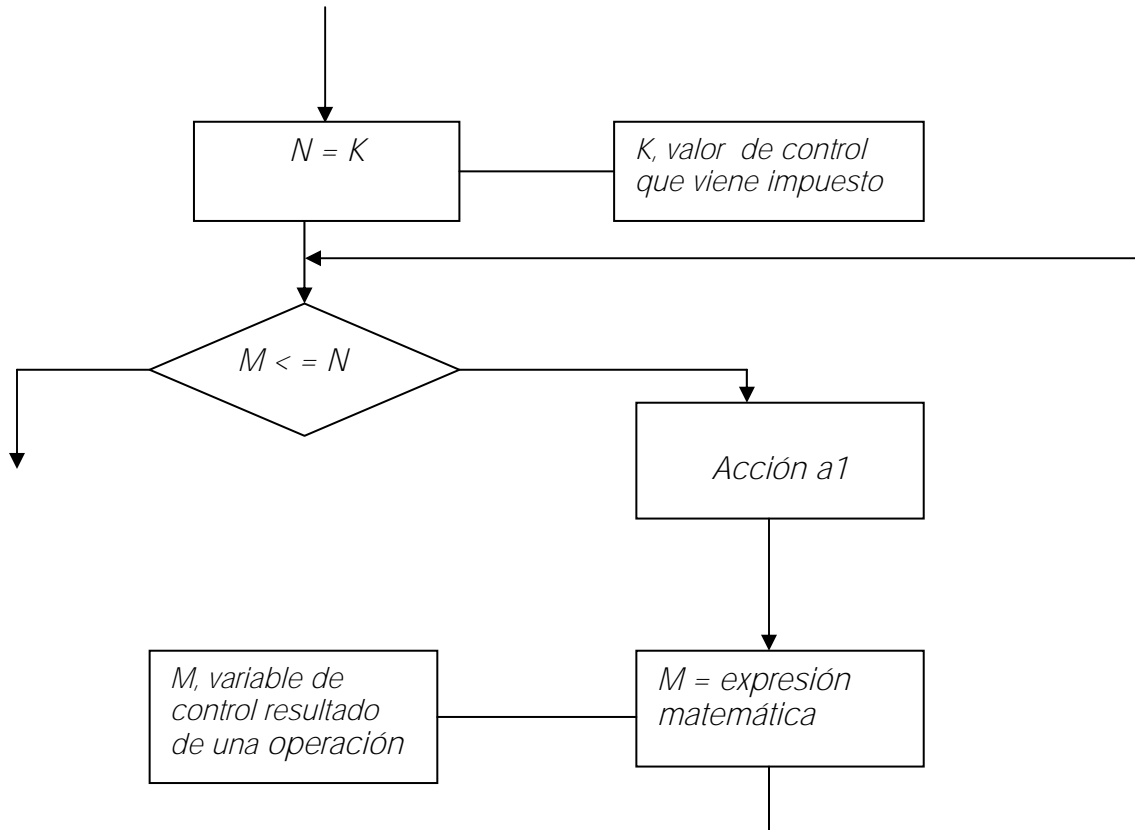 N = K
K, valor de control
que viene impuesto
M < = N
Acción a1
M, variable de
control resultado
de una operación
M = expresión
matemática